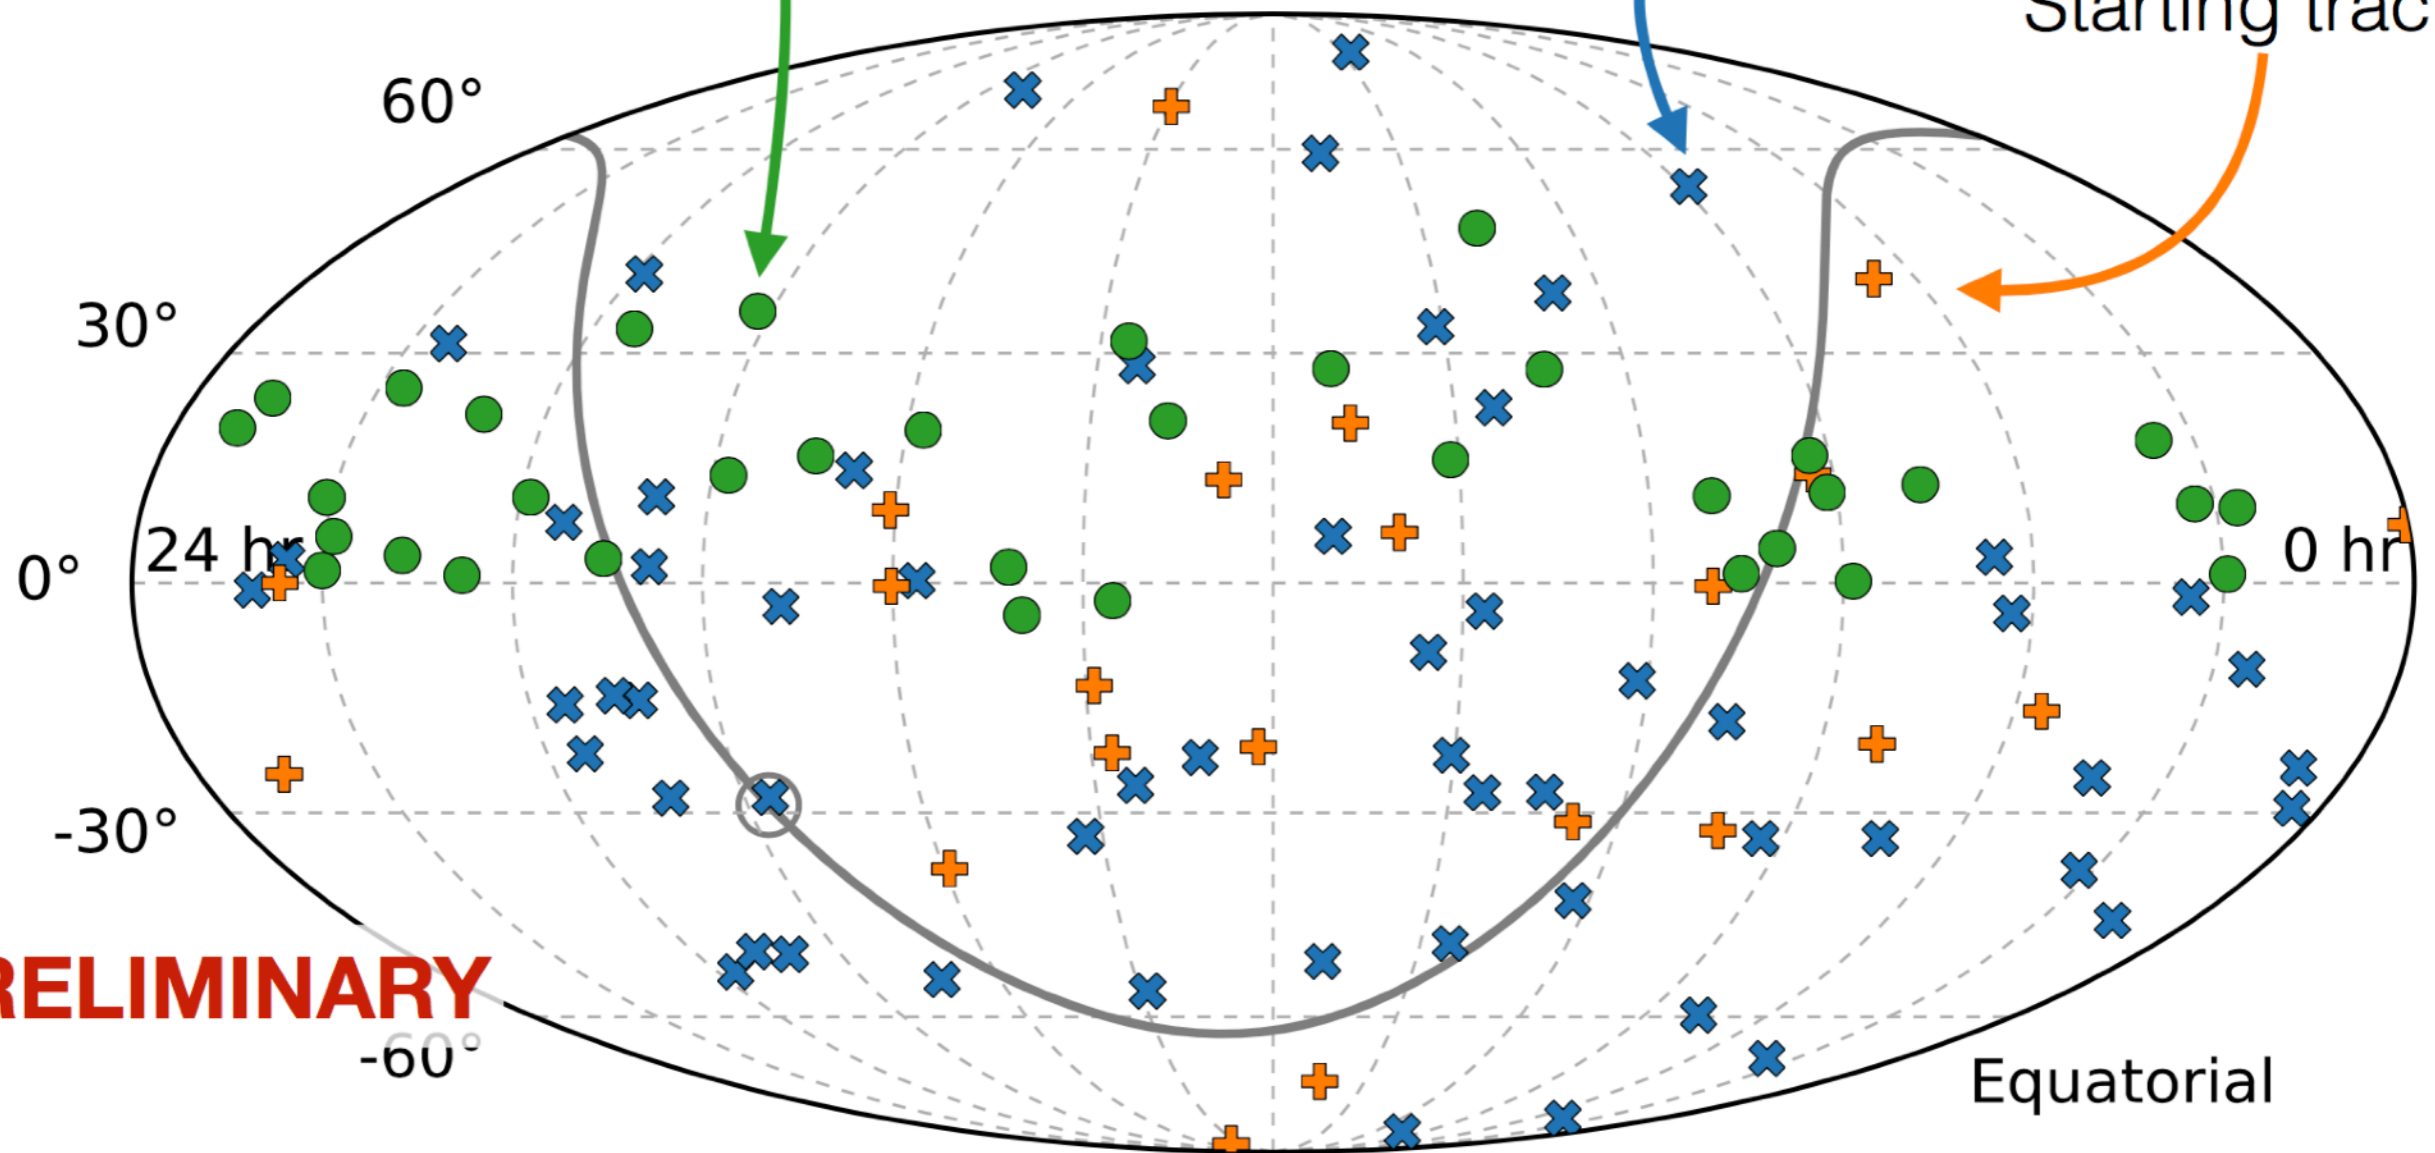 Starting trac
60°
30°
24 hr
0 hr
0°
-30°
RELIMINARY
-60°
Equatorial